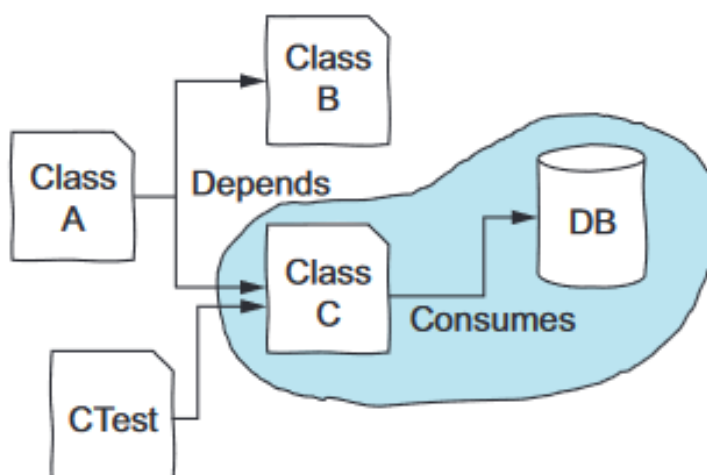 Class
B
Class
A
Depends
DB
Class
C
Consumes
CTest